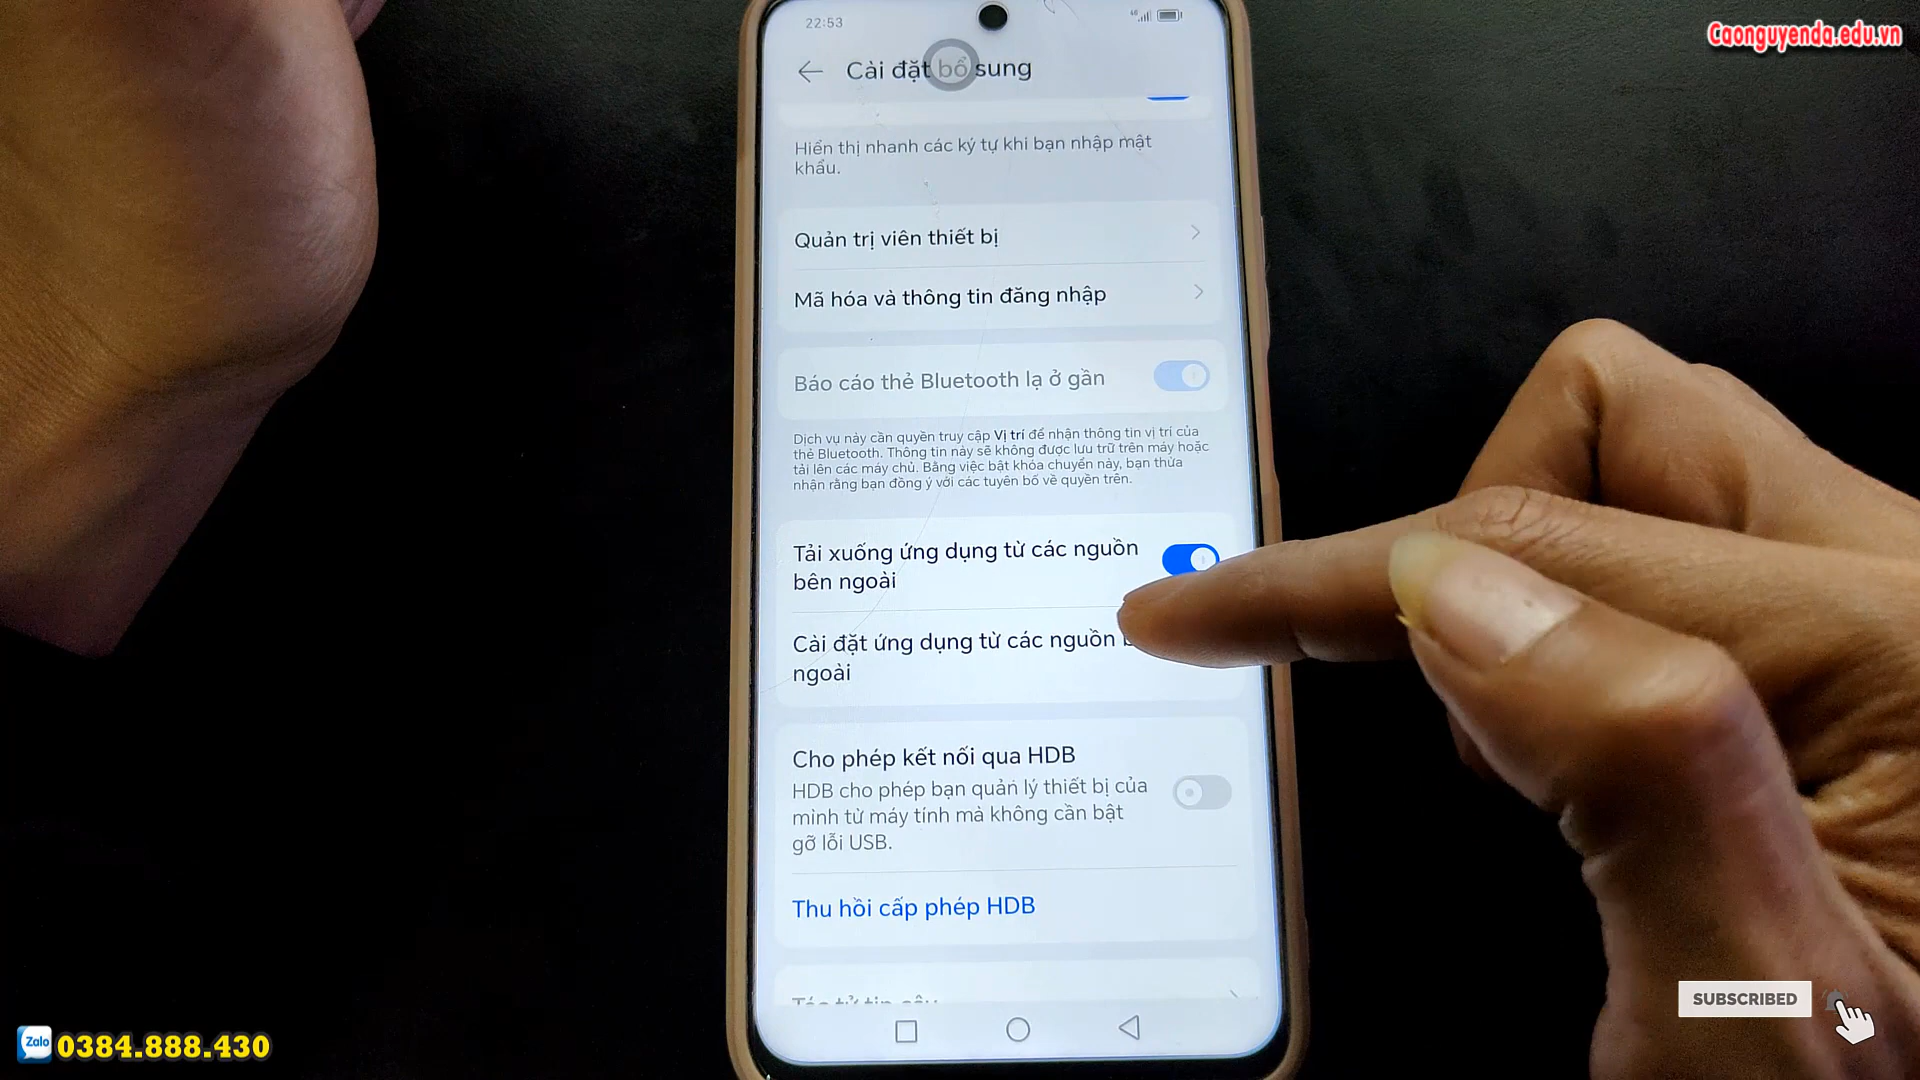 22:53
Caonguyenda.edu.vn
Cài đặt bổ sung
Hiển thị nhanh các ký tự khi bạn nhập mật
khẩu.
Quản trị viên thiết bị
Mã hóa và thông tin đăng nhập
Báo cáo thẻ Bluetooth lạ ở gần
Dịch vụ này cần quyền truy cập Vị trí để nhận thông tin vị trí của
thẻ Bluetooth. Thông tin này sẽ không được lưu trữ trên máy hoặc
tải lên các máy chủ. Bằng việc bật khóa chuyển này, bạn thừa
nhận rằng bạn đồng ý với các tuyên bố về quyền trên.
Tải xuống ứng dụng từ các nguồn
bên ngoài
Cài đặt ứng dụng từ các nguồn
ngoài
Cho phép kết nối qua HDB
HDB cho phép bạn quản lý thiết bị của
mình từ máy tính mà không cần bật
gỡ lỗi USB.
Thu hồi cấp phép HDB
SUBSCRIBED
Zalo 0384.888.430